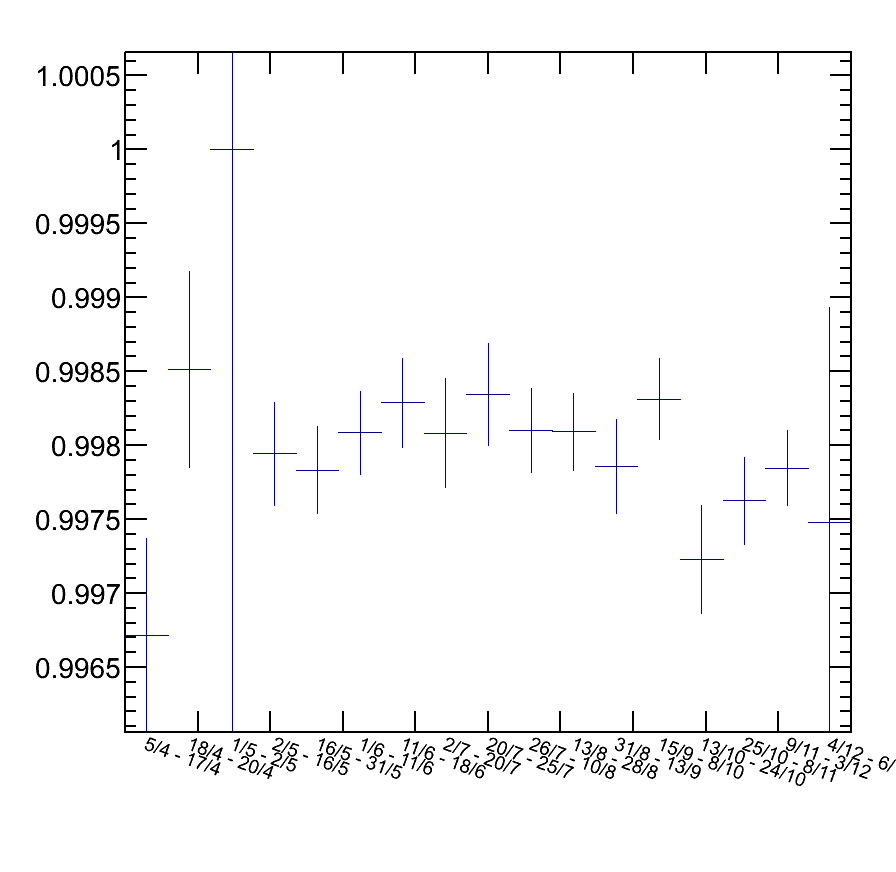 1.0005
1
0.9995
0.999
0.9985
0.998
0.9975
0.997
0.9965
5/4 - 17/4
18/4 - 20/4
1/5 - 2/5
2/5 - 16/5
16/5 - 31/5
1/6 - 11/6
11/6 - 18/6
2/7 - 20/7
20/7 - 25/7
26/7 - 10/8
13/8 - 28/8
31/8 - 13/9
15/9 - 8/10
13/10 - 24/10
25/10 - 8/11
9/11 - 3/12
4/12 - 6/